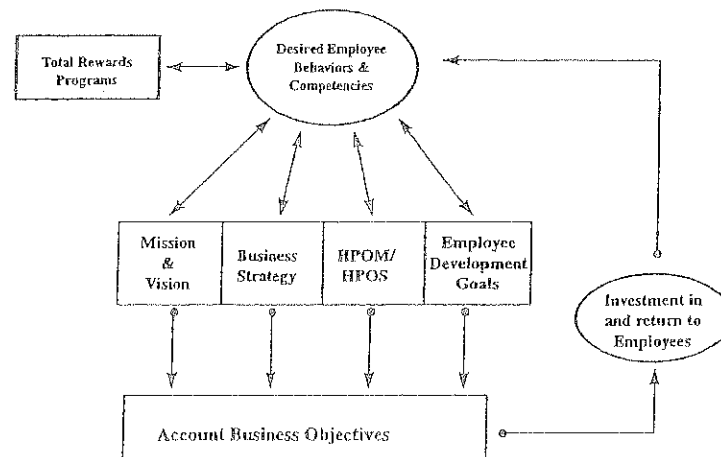 Total Rewards
Programs
Desired Employee
Behaviors &
Competencies
Mission
&
Vision
Business
Strategy
HPOM/
HPOS
Employee
Development
Goals
Investment in
and return to
Employees
Account Business Objectives